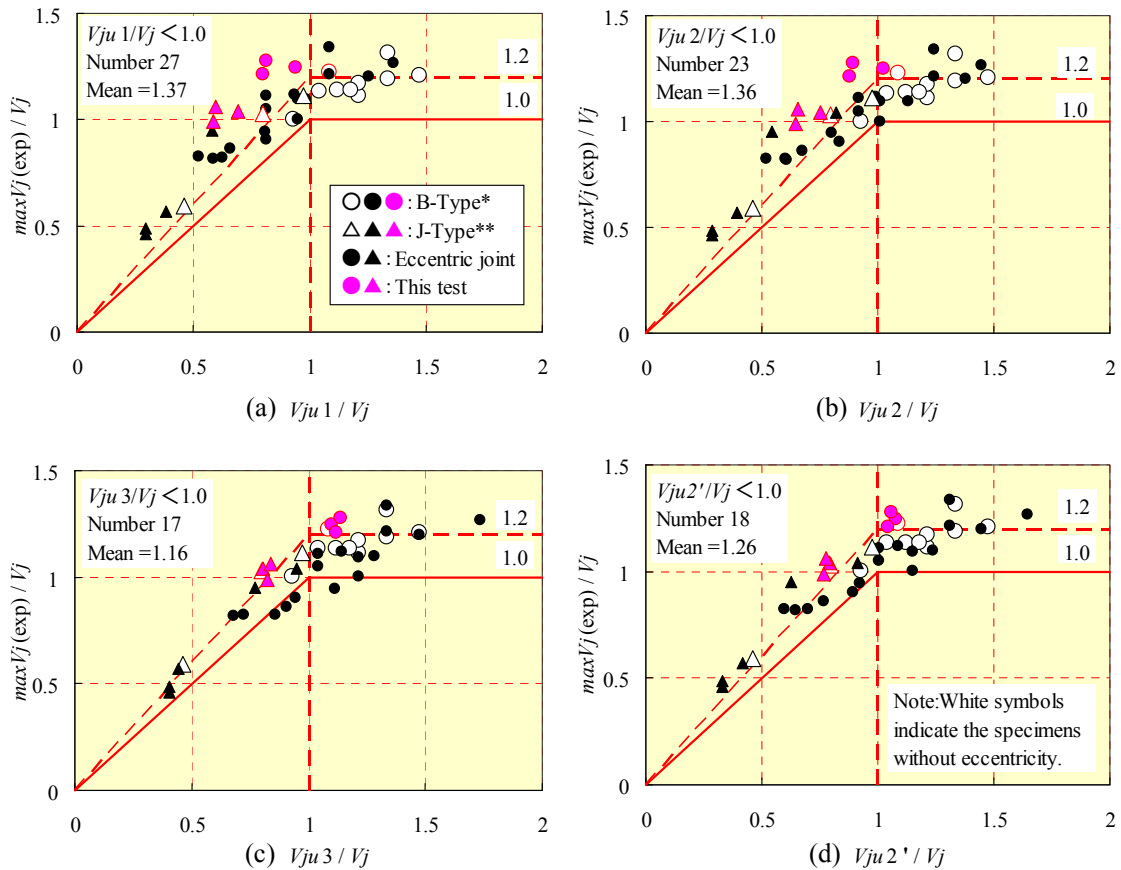 Vju 1/Vj＜1.0
Number 27
Mean =1.37
1.2
1.0
1.5
1
0.5
0
maxVj (exp) / Vj
: B-Type*
: J-Type**
: Eccentric joint
: This test
0 0.5 1 1.5 2
(a) Vju 1 / Vj
Vju 2/Vj＜1.0
Number 23
Mean =1.36
1.2
1.0
1.5
1
0.5
0
maxVj (exp) / Vj
0 0.5 1 1.5 2
(b) Vju 2 / Vj
Vju 3/Vj＜1.0
Number 17
Mean =1.16
1.2
1.0
1.5
1
0.5
0
maxVj (exp) / Vj
0 0.5 1 1.5 2
(c) Vju 3 / Vj
Vju2'/Vj＜1.0
Number 18
Mean =1.26
1.2
1.0
1.5
1
0.5
0
maxVj (exp) / Vj
Note:White symbols
indicate the specimens
without eccentricity.
0 0.5 1 1.5 2
(d) Vju 2 ' / Vj